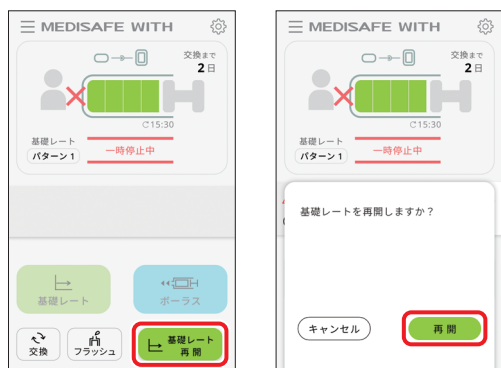 MEDISAFE WITH
交換まで
2日
15:30
基礎レート
パターン 1
一時停止中
基礎レート
ボーラス
交換
フラッシュ
基礎レート
再開
MEDISAFE WITH
交換まで
2日
15:30
基礎レート
パターン 1
一時停止中
基礎レートを再開しますか？
キャンセル
再開